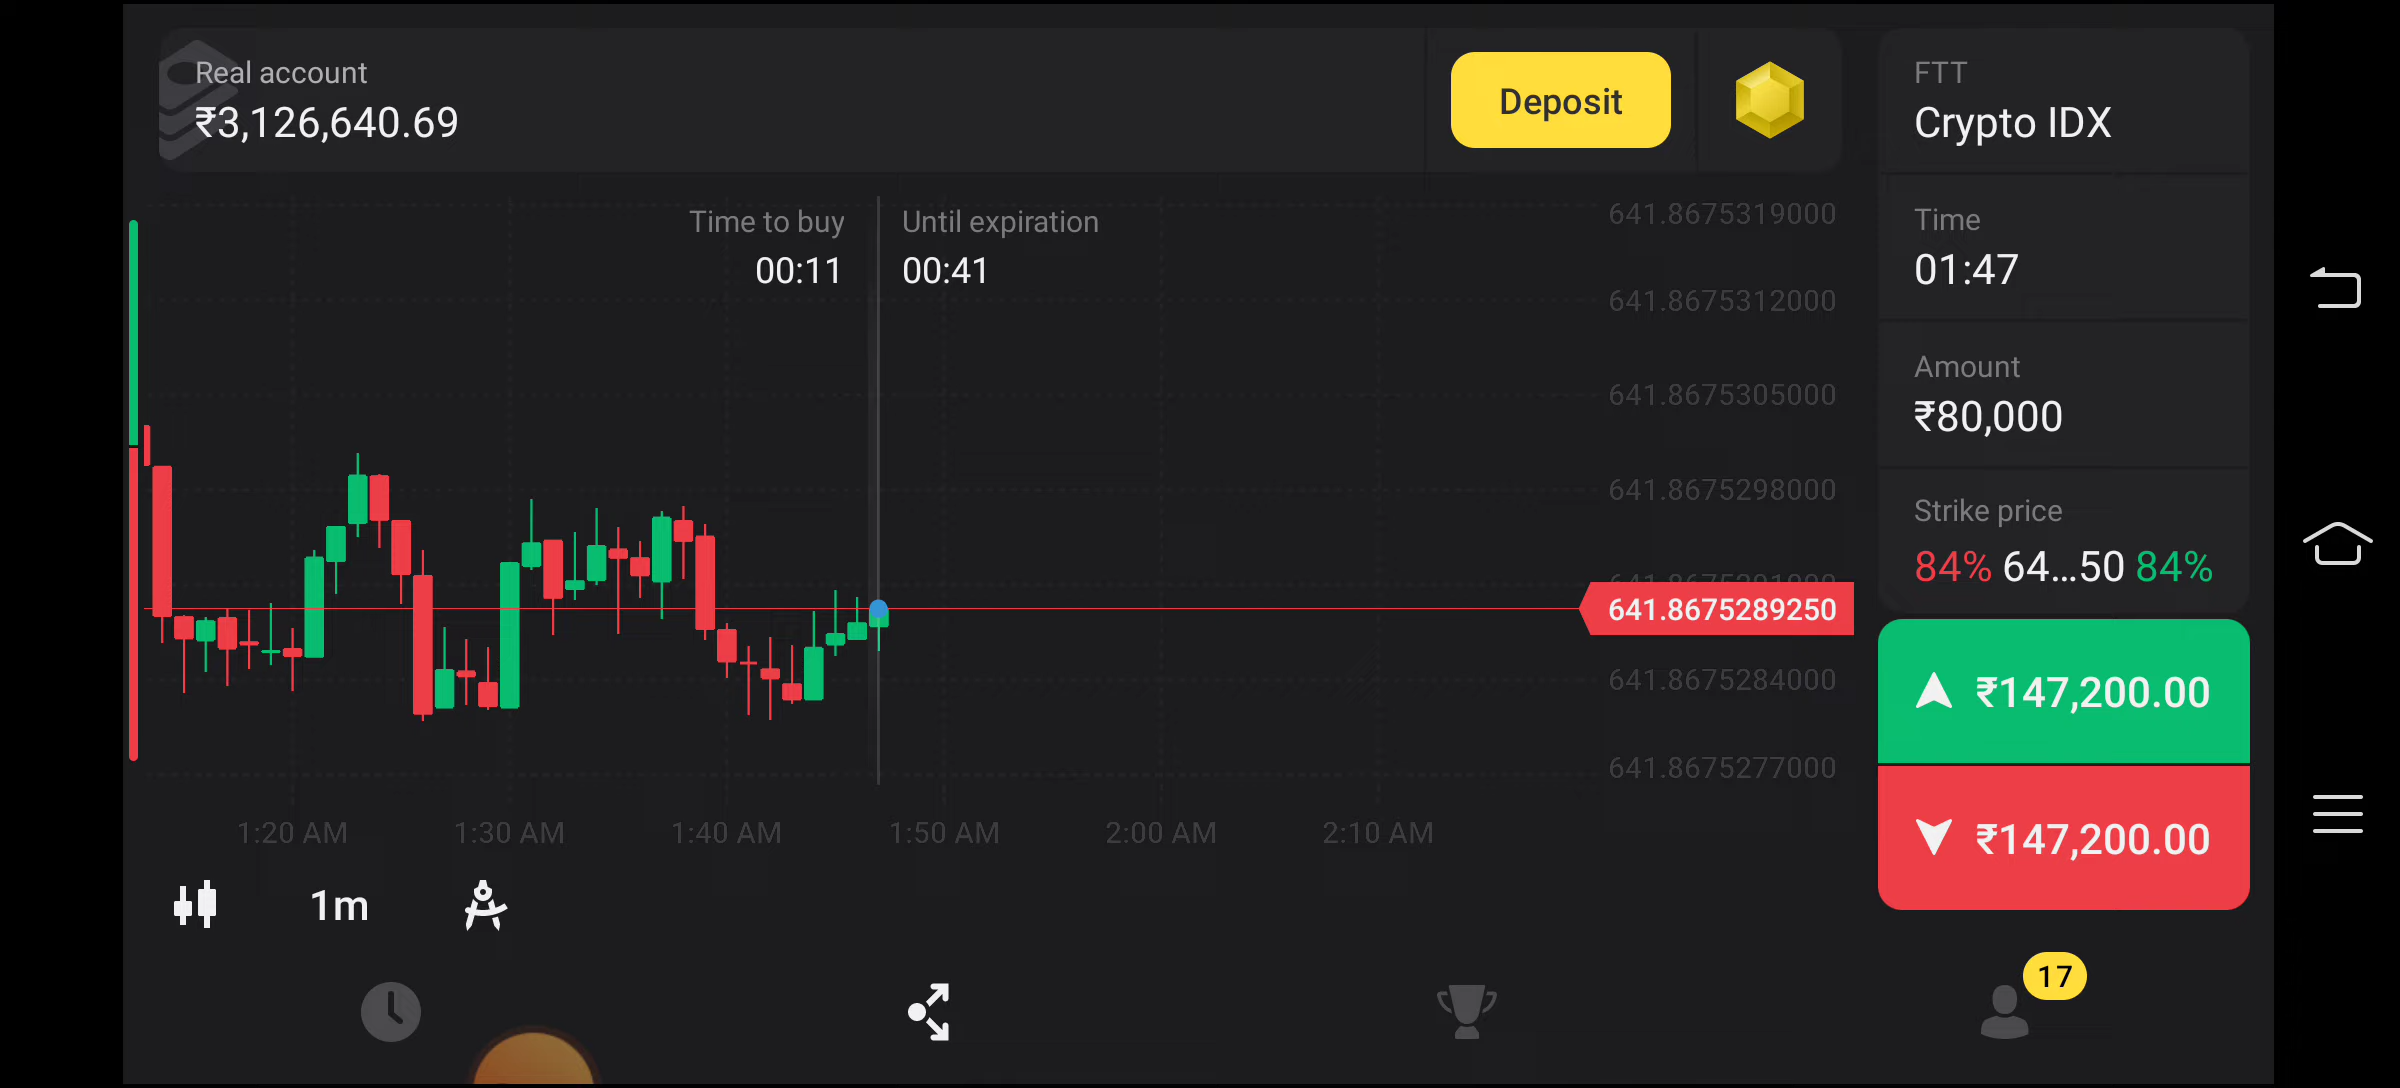 Real account
₹3,126,640.69
Deposit
FTT
Crypto IDX
Time to buy
00:11
Until expiration
00:41
641.8675319000
641.8675312000
641.8675305000
641.8675298000
641.8675291000
641.8675289250
641.8675284000
641.8675277000
Time
01:47
Amount
₹80,000
Strike price
84% 64...50 84%
₹147,200.00
₹147,200.00
1:20 AM
1:30 AM
1:40 AM
1:50 AM
2:00 AM
2:10 AM
1m
17